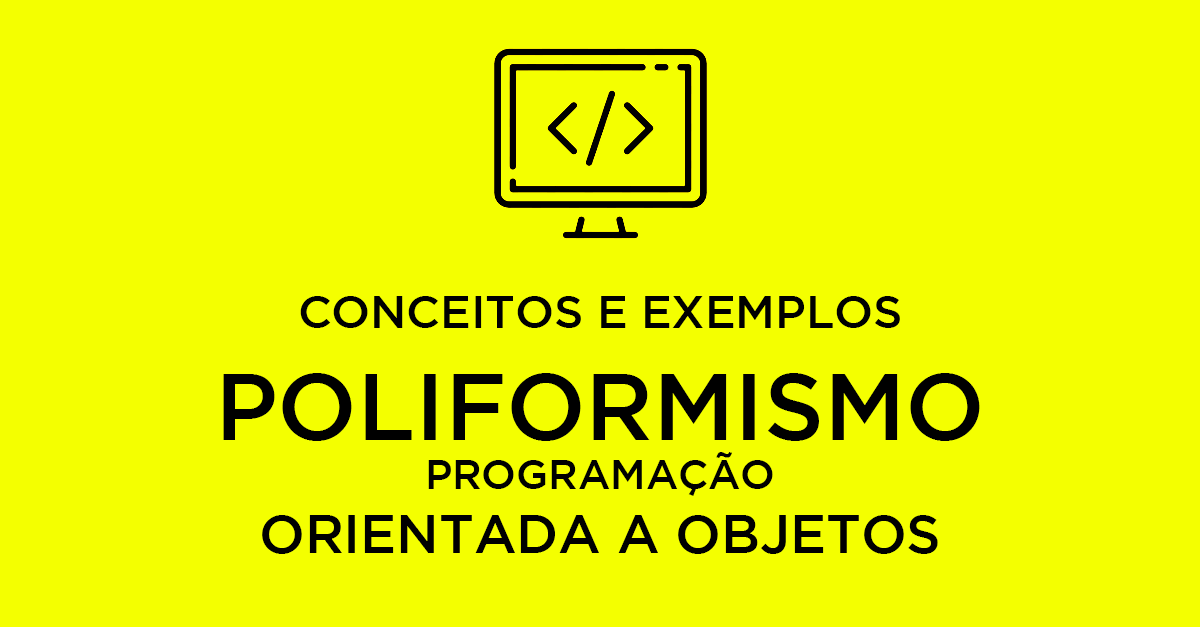 </>
CONCEITOS E EXEMPLOS
POLIFORMISMO
PROGRAMAÇÃO
ORIENTADA A OBJETOS